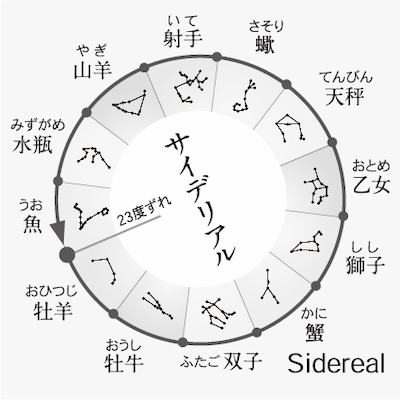 いて
射手
さそり
蠍
てんびん
天秤
おとめ
乙女
しし
獅子
かに
蟹
ふたご 双子
おうし
牡牛
おひつじ
牡羊
うお
魚
みずがめ
水瓶
やぎ
山羊
サイデリアル
23度ずれ
Sidereal